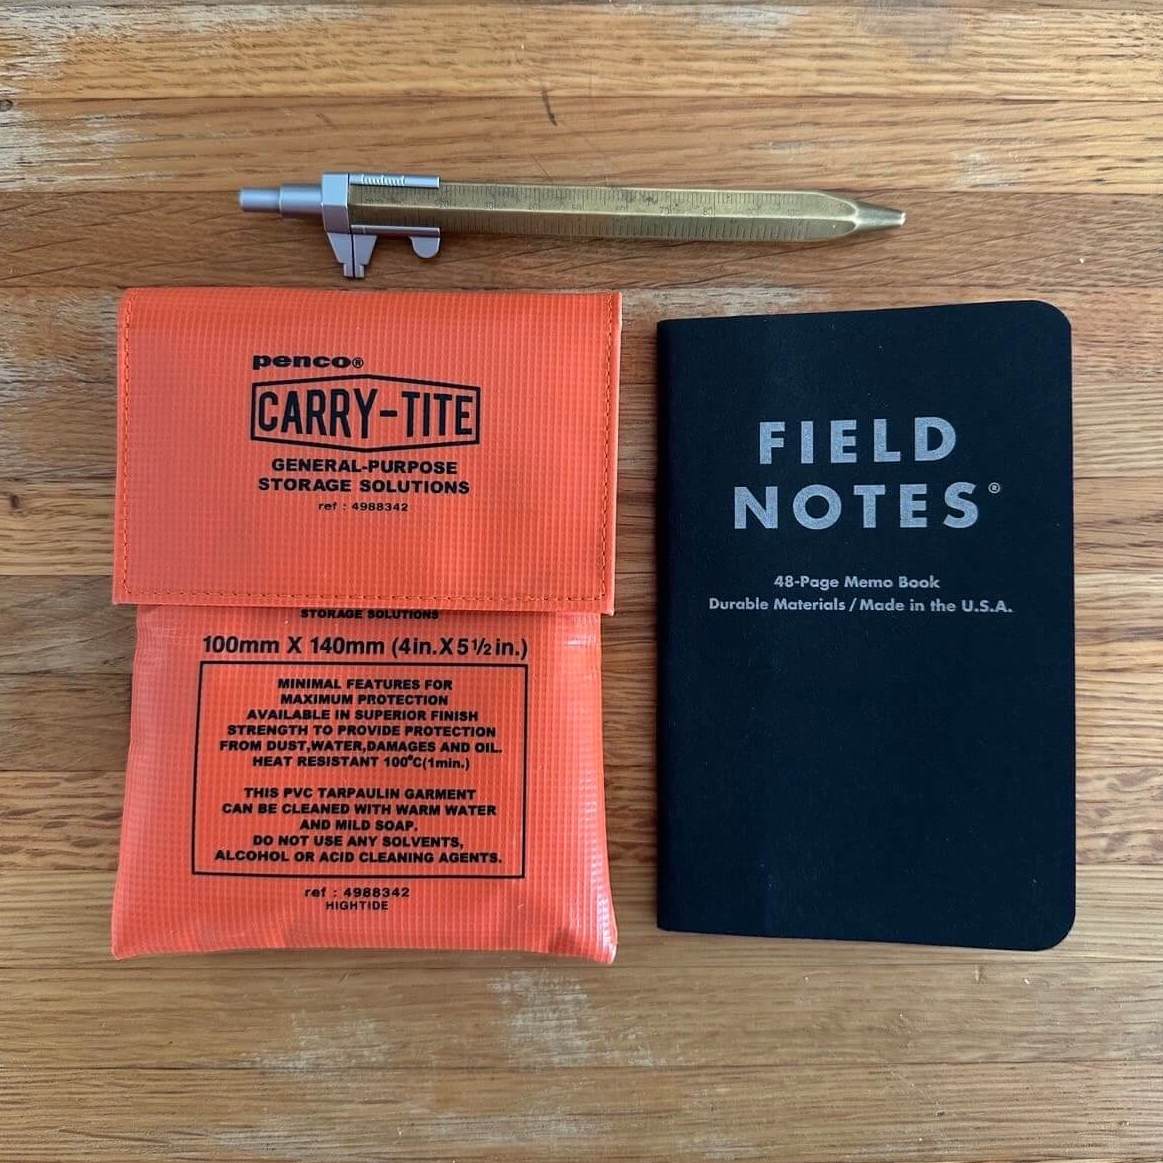 penco®
CARRY-TITE
GENERAL-PURPOSE
STORAGE SOLUTIONS
ref : 4988342
STORAGE SOLUTIONS
100mm X 140mm (4in.X5½in.)
MINIMAL FEATURES FOR
MAXIMUM PROTECTION
AVAILABLE IN SUPERIOR FINISH
STRENGTH TO PROVIDE PROTECTION
FROM DUST,WATER,DAMAGES AND OIL.
HEAT RESISTANT 100°C(1min.)
THIS PVC TARPAULIN GARMENT
CAN BE CLEANED WITH WARM WATER
AND MILD SOAP.
DO NOT USE ANY SOLVENTS,
ALCOHOL OR ACID CLEANING AGENTS.
ref : 4988342
HIGHTIDE
FIELD
NOTES®
48-Page Memo Book
Durable Materials / Made in the U.S.A.